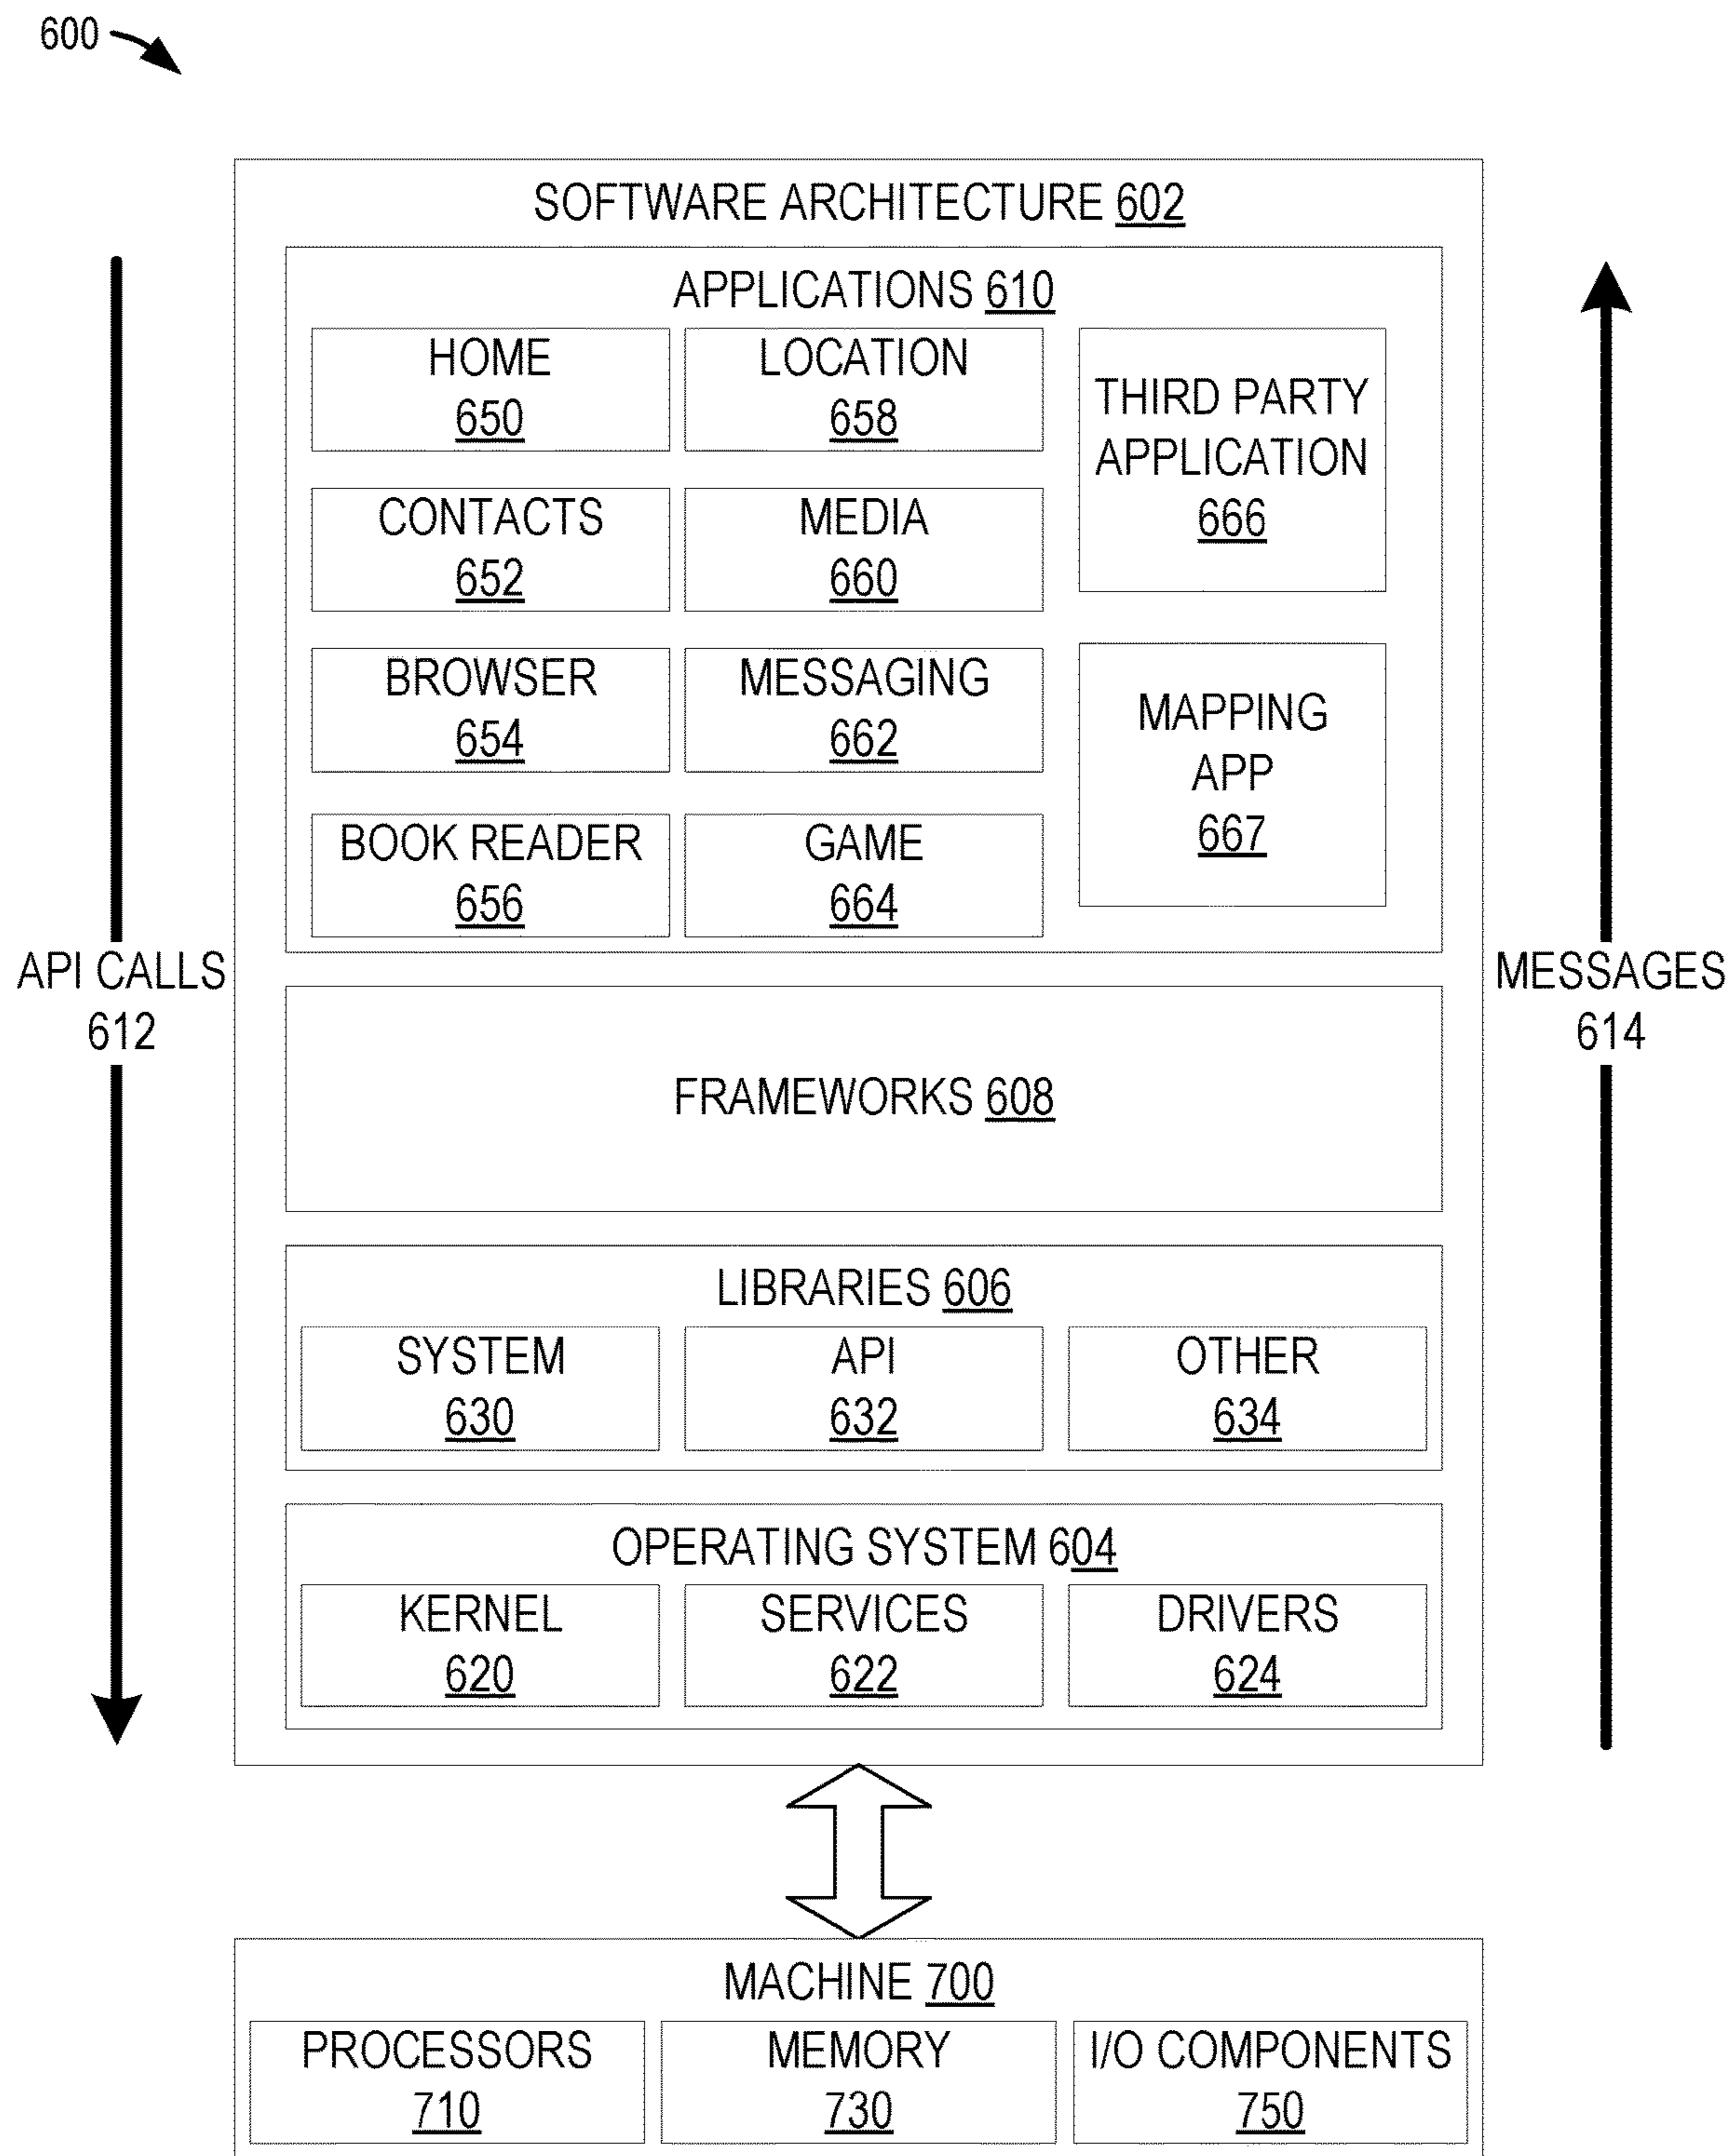 600
SOFTWARE ARCHITECTURE 602
APPLICATIONS 610
HOME
650
LOCATION
658
THIRD PARTY
APPLICATION
666
CONTACTS
652
MEDIA
660
BROWSER
654
MESSAGING
662
MAPPING
APP
667
BOOK READER
656
GAME
664
API CALLS
612
MESSAGES
614
FRAMEWORKS 608
LIBRARIES 606
SYSTEM
630
API
632
OTHER
634
OPERATING SYSTEM 604
KERNEL
620
SERVICES
622
DRIVERS
624
MACHINE 700
PROCESSORS
710
MEMORY
730
I/O COMPONENTS
750